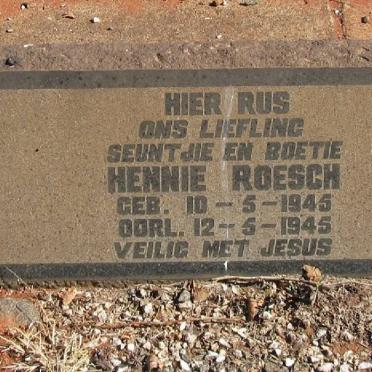 HIER RUS
ONS LIEFLING
SEUNTJIE EN BOETIE
HENNIE ROESCH
GEB. 10-5-1945
OORL. 12-5-1945
VEILIG MET JESUS